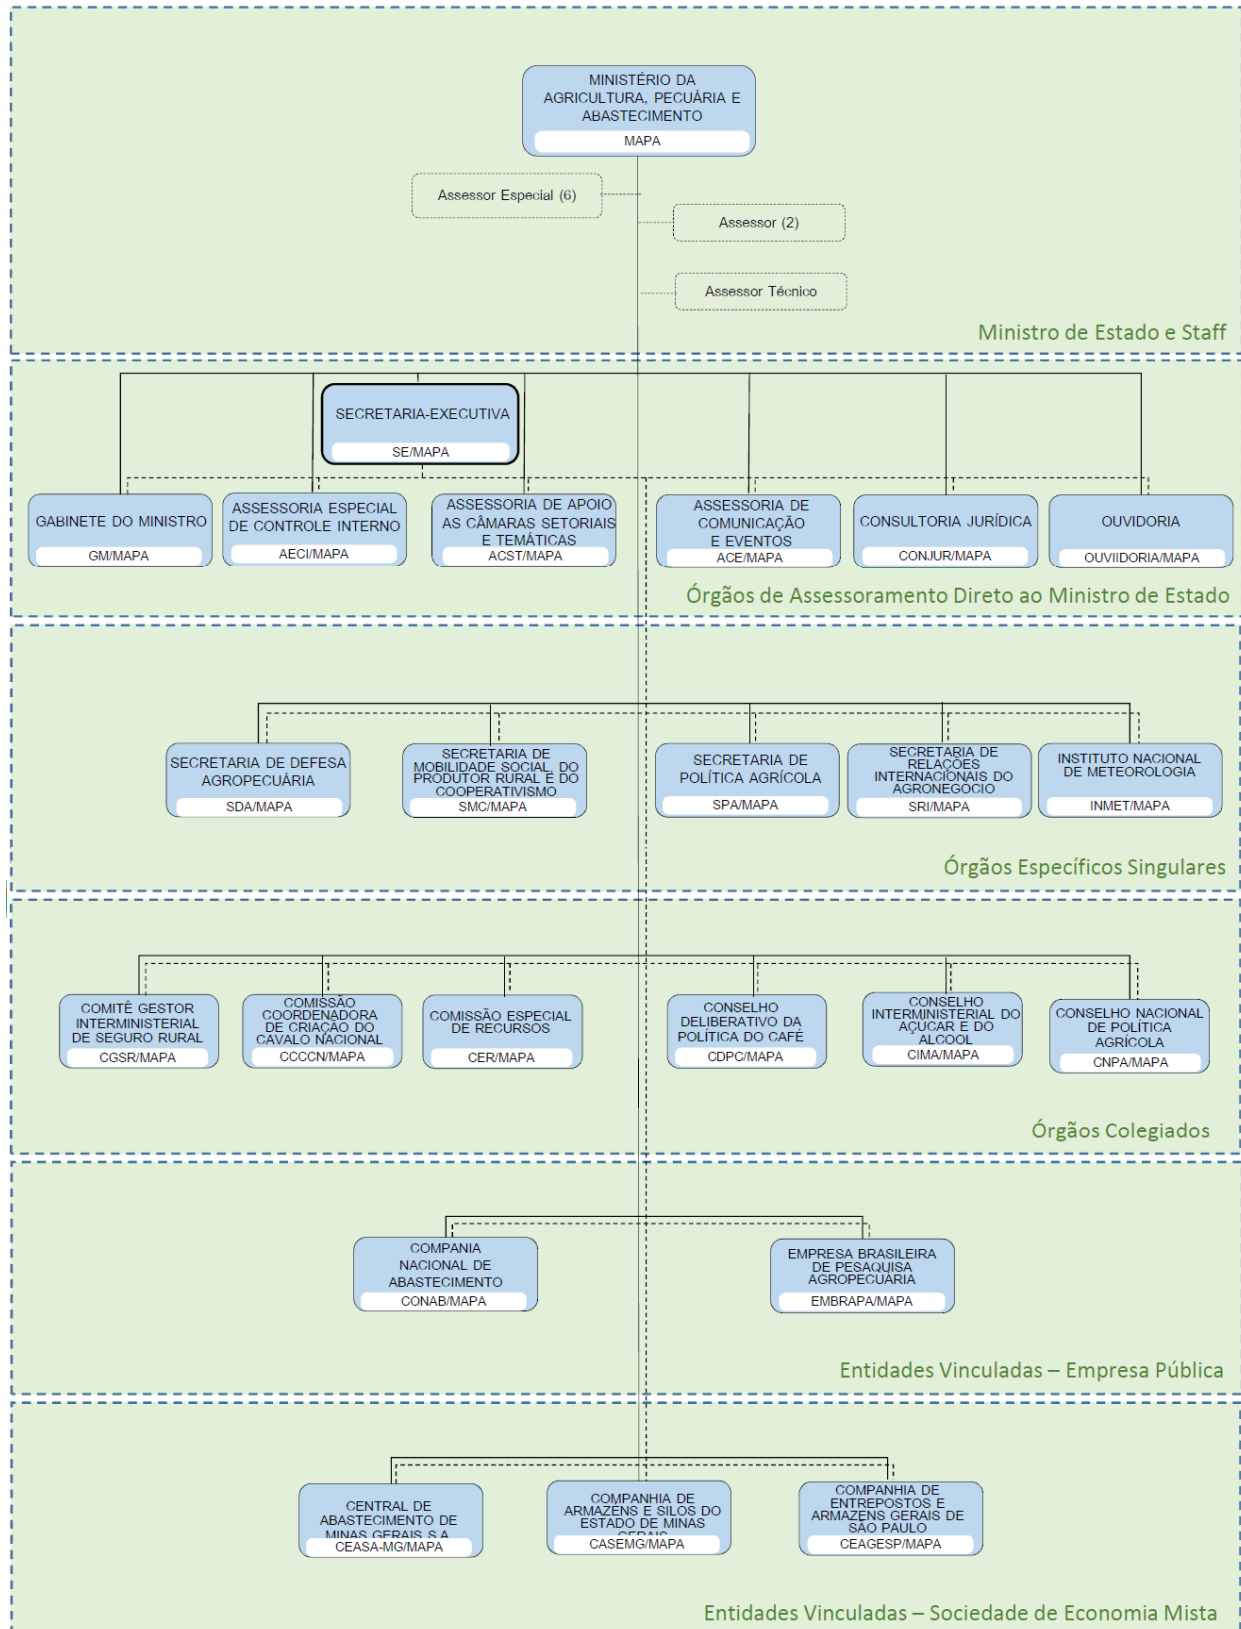 MINISTÉRIO DA
AGRICULTURA, PECUÁRIA E
ABASTECIMENTO
MAPA
Assessor Especial (6)
Assessor (2)
Assessor Técnico
Ministro de Estado e Staff
SECRETARIA-EXECUTIVA
SE/MAPA
GABINETE DO MINISTRO
GM/MAPA
ASSESSORIA ESPECIAL
DE CONTROLE INTERNO
AECI/MAPA
ASSESSORIA DE APOIO
AS CÂMARAS SETORIAIS
E TEMÁTICAS
ACST/MAPA
ASSESSORIA DE
COMUNICAÇÃO
E EVENTOS
ACE/MAPA
CONSULTORIA JURÍDICA
CONJUR/MAPA
OUVIDORIA
OUVIIDORIA/MAPA
Órgãos de Assessoramento Direto ao Ministro de Estado
SECRETARIA DE DEFESA
AGROPECUÁRIA
SDA/MAPA
SECRETARIA DE
MOBILIDADE SOCIAL, DO
PRODUTOR RURAL E DO
COOPERATIVISMO
SMC/MAPA
SECRETARIA DE
POLÍTICA AGRÍCOLA
SPA/MAPA
SECRETARIA DE
RELAÇÕES
INTERNACIONAIS DO
AGRONEGÓCIO
SRI/MAPA
INSTITUTO NACIONAL
DE METEOROLOGIA
INMET/MAPA
Órgãos Específicos Singulares
COMITÊ GESTOR
INTERMINISTERIAL
DE SEGURO RURAL
CGSR/MAPA
COMISSÃO
COORDENADORA
DE CRIAÇÃO DO
CAVALO NACIONAL
CCCCN/MAPA
COMISSÃO ESPECIAL
DE RECURSOS
CER/MAPA
CONSELHO
DELIBERATIVO DA
POLÍTICA DO CAFÉ
CDPC/MAPA
CONSELHO
INTERMINISTERIAL DO
AÇUCAR E DO
ALCOOL
CIMA/MAPA
CONSELHO NACIONAL
DE POLÍTICA
AGRÍCOLA
CNPA/MAPA
Órgãos Colegiados
COMPANIA
NACIONAL DE
ABASTECIMENTO
CONAB/MAPA
EMPRESA BRASILEIRA
DE PESAQUISA
AGROPECUÁRIA
EMBRAPA/MAPA
Entidades Vinculadas – Empresa Pública
CENTRAL DE
ABASTECIMENTO DE
MINAS GERAIS S.A.
CEASA-MG/MAPA
COMPANHIA DE
ARMAZENS E SILOS DO
ESTADO DE MINAS
GERAIS
CASEMG/MAPA
COMPANHIA DE
ENTREPOSTOS E
ARMAZENS GERAIS DE
SÃO PAULO
CEAGESP/MAPA
Entidades Vinculadas – Sociedade de Economia Mista